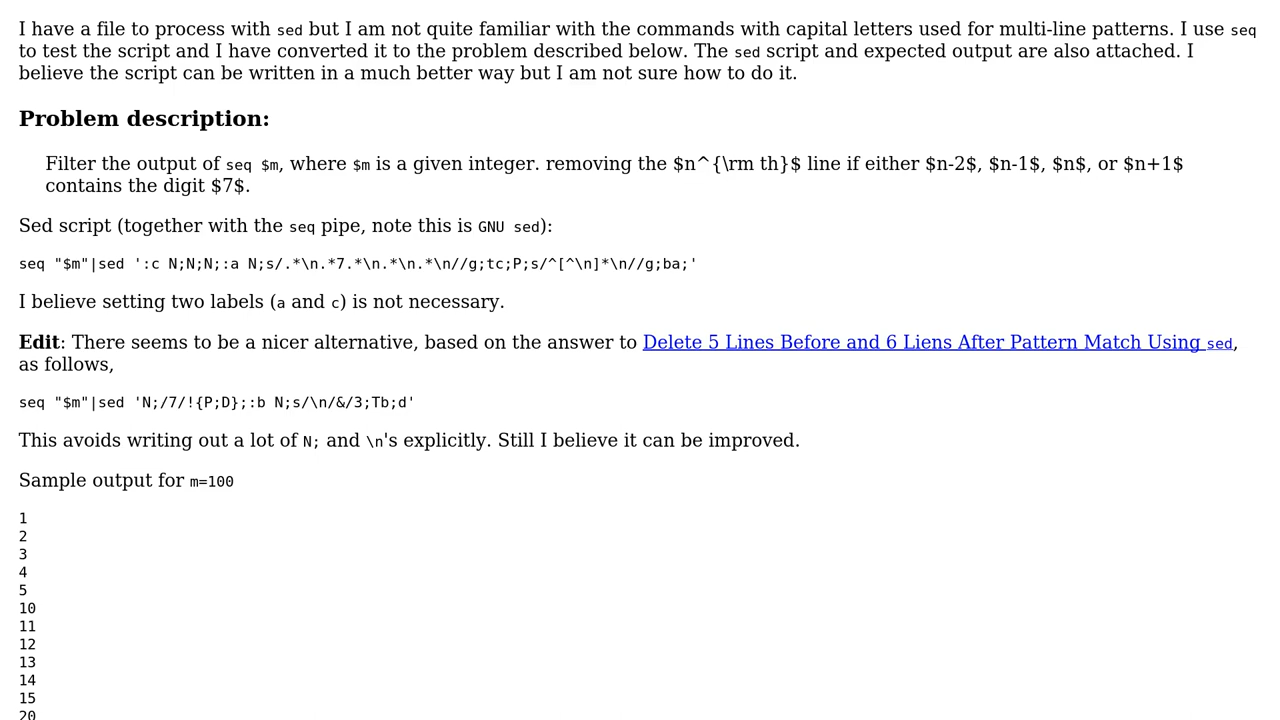 I have a file to process with sed but I am not quite familiar with the commands with capital letters used for multi-line patterns. I use seq
to test the script and I have converted it to the problem described below. The sed script and expected output are also attached. I
believe the script can be written in a much better way but I am not sure how to do it.
Problem description:
Filter the output of seq $m, where $m is a given integer. removing the $n^{\rm th}$ line if either $n-2$, $n-1$, $n$, or $n+1$
contains the digit $7$.
Sed script (together with the seq pipe, note this is GNU sed):
seq "$m"|sed ':c N;N;N;:a N;s/.*\n.*7.*\n.*\n.*\n//g;tc;P;s/^[^\n]*\n//g;ba;'
I believe setting two labels (a and c) is not necessary.
Edit: There seems to be a nicer alternative, based on the answer to Delete 5 Lines Before and 6 Liens After Pattern Match Using sed,
as follows,
seq "$m"|sed 'N;/7/!{P;D};:b N;s/\n/&/3;Tb;d'
This avoids writing out a lot of N; and \n's explicitly. Still I believe it can be improved.
Sample output for m=100
1
2
3
4
5
10
11
12
13
14
15
20